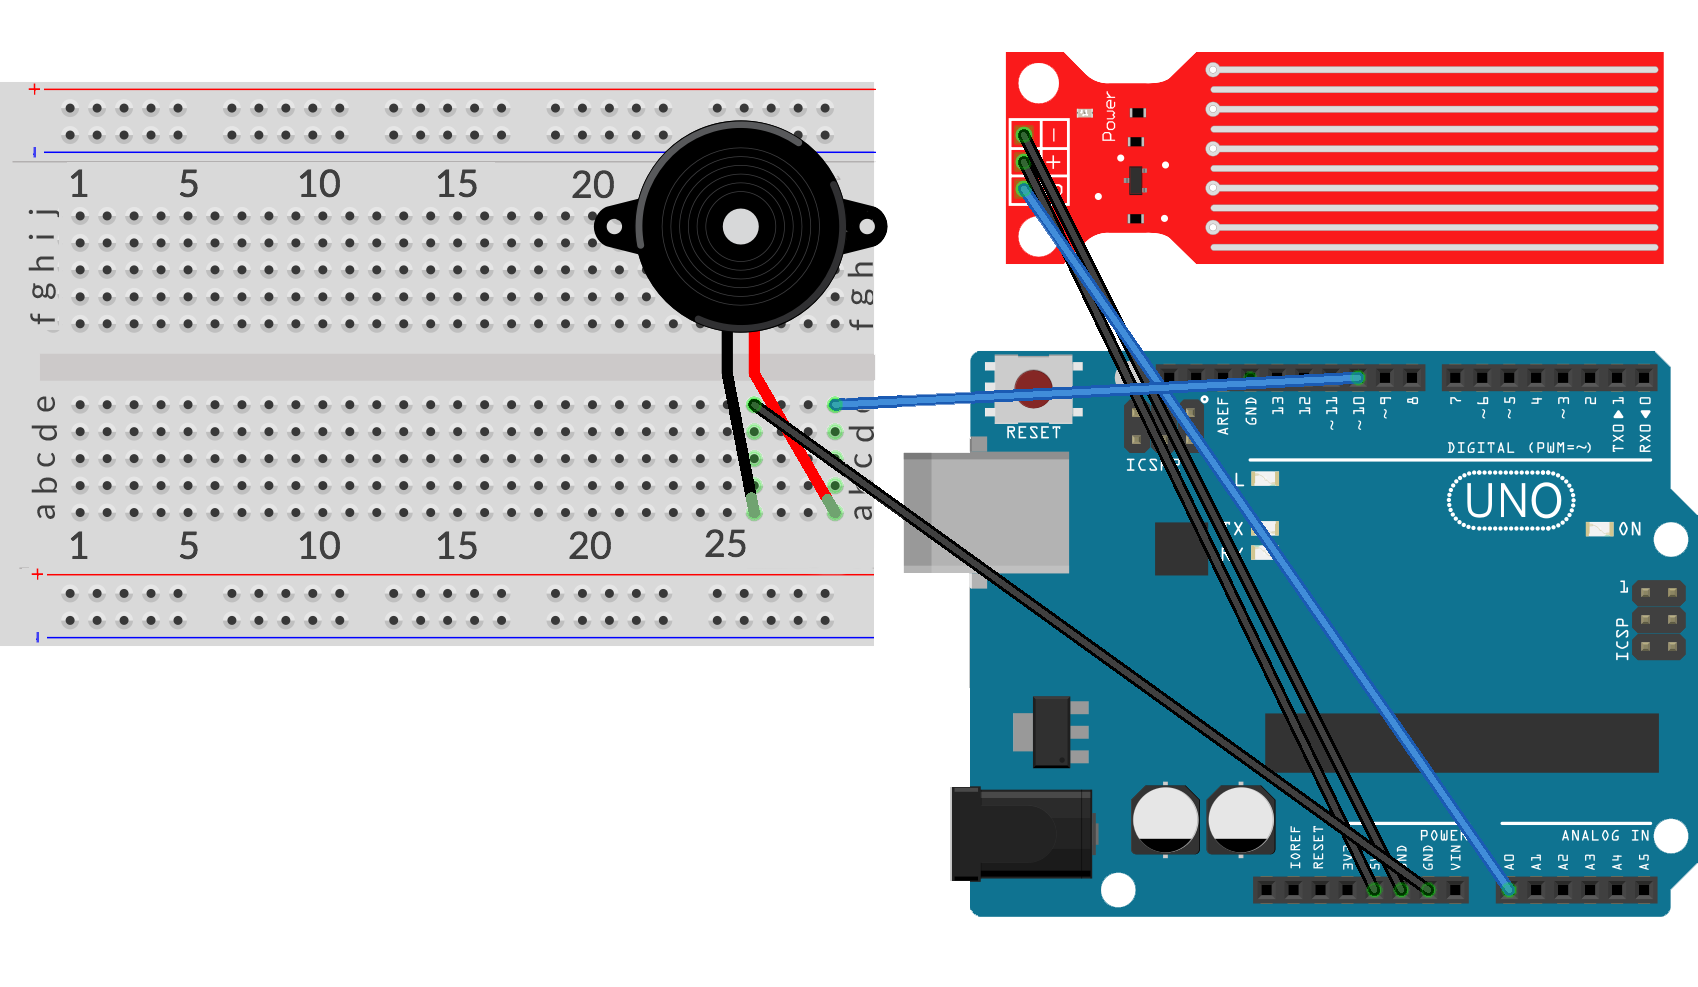 +
-
1 5 10 15 20
j
i
h
g
f
h
g
f
e
d
c
b
a
c
d
b
a
1 5 10 15 20 25
+
-
Power
-
+
RESET
ICSP
AREF
GND
13
12
~11
~10
~9
8
7
~6
~5
4
~3
2
TX0▶1
RX0◀0
DIGITAL (PWM=~)
L
TX
RX
UNO
ON
1
ICSP
POWER
ANALOG IN
IOREF
RESET
3V3
5V
GND
GND
VIN
A0
A1
A2
A3
A4
A5